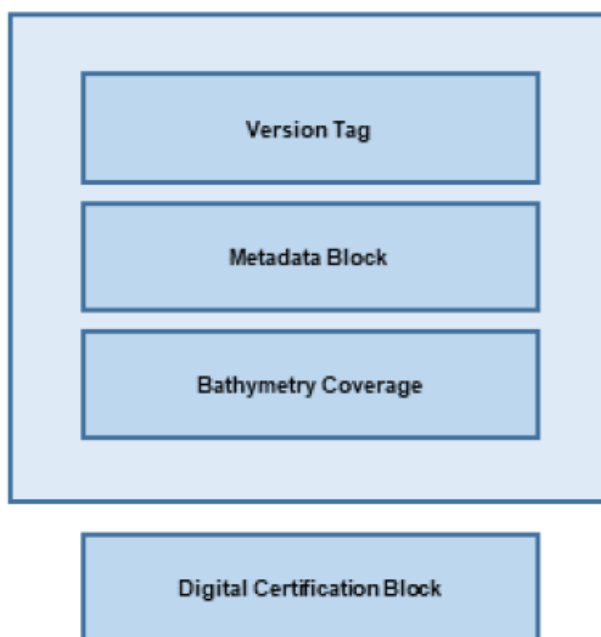 Version Tag
Metadata Block
Bathymetry Coverage
Digital Certification Block